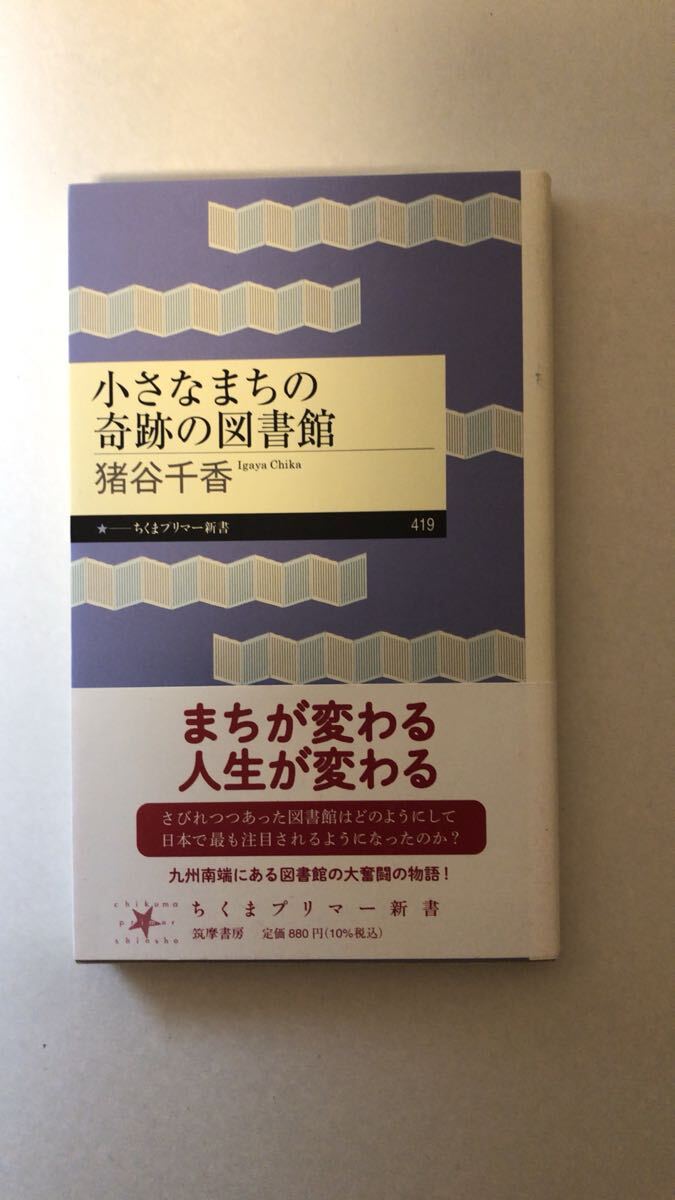 小さなまちの
奇跡の図書館
猪谷千香
Igaya Chika
★――ちくまプリマー新書
419
まちが変わる
人生が変わる
さびれつつあった図書館はどのようにして
日本で最も注目されるようになったのか？
九州南端にある図書館の大奮闘の物語！
chikuma
primer
shinsho
ちくまプリマー新書
筑摩書房 定価880円(10%税込)